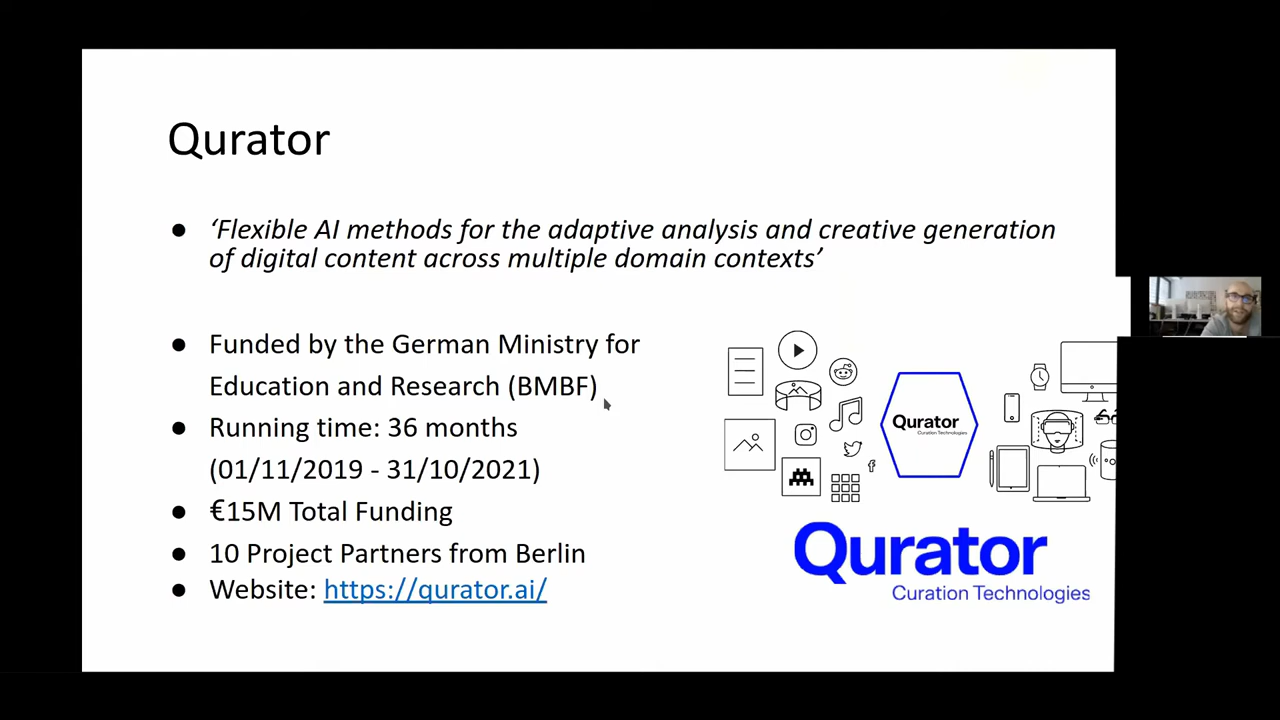 Qurator
● ‘Flexible AI methods for the adaptive analysis and creative generation
of digital content across multiple domain contexts’
● Funded by the German Ministry for
Education and Research (BMBF)
● Running time: 36 months
(01/11/2019 - 31/10/2021)
● €15M Total Funding
● 10 Project Partners from Berlin
● Website: https://qurator.ai/
Qurator
Curation Technologies
Qurator
Curation Technologies